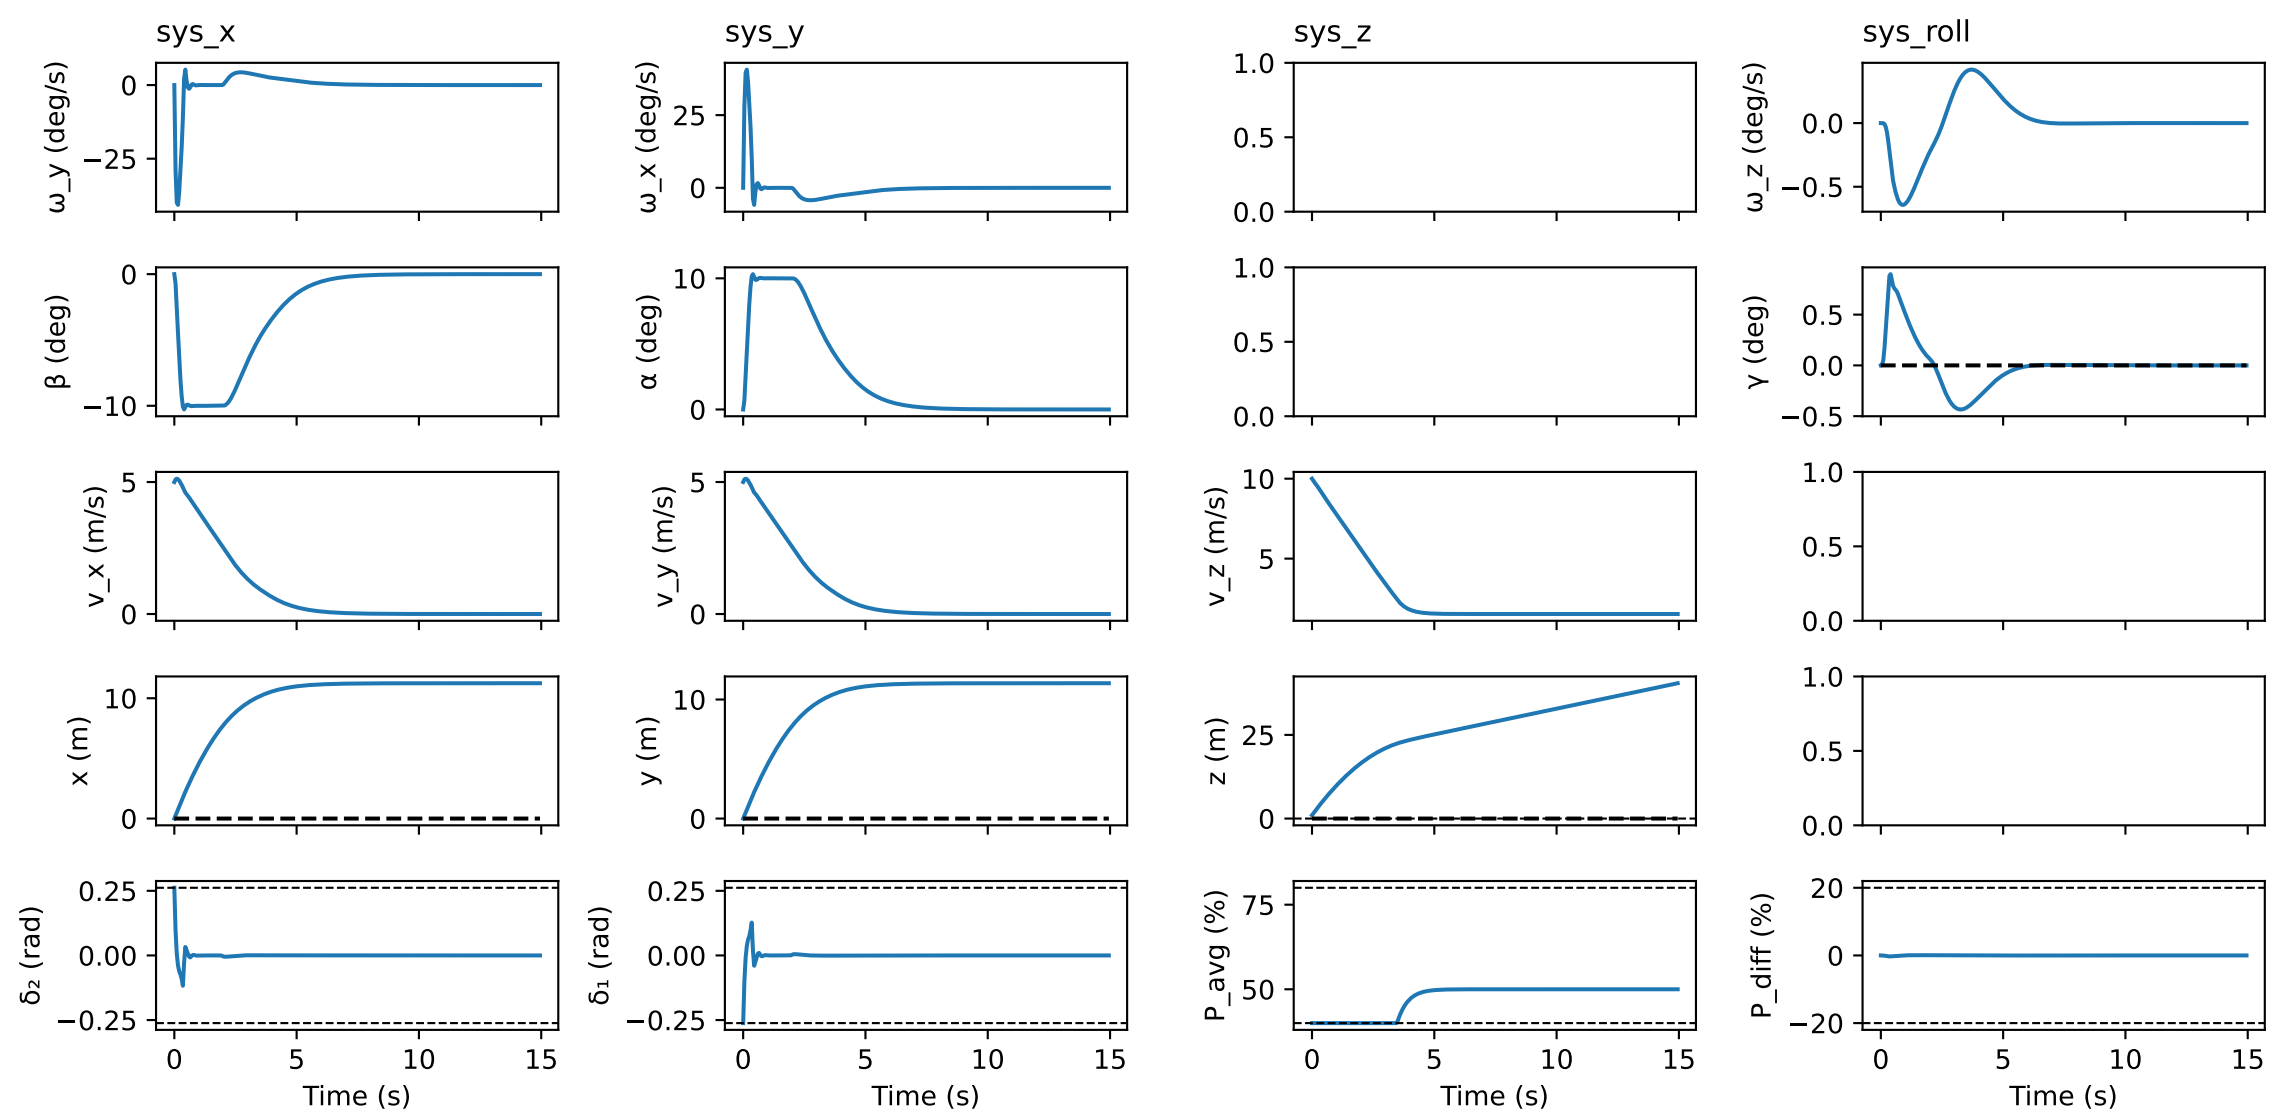 sys_x
sys_y
sys_z
sys_roll
ω_y (deg/s)
0
−25
ω_x (deg/s)
25
0
1.0
0.5
0.0
ω_z (deg/s)
0.0
−0.5
β (deg)
0
−10
α (deg)
10
0
1.0
0.5
0.0
γ (deg)
0.5
0.0
−0.5
v_x (m/s)
5
0
v_y (m/s)
5
0
v_z (m/s)
10
5
1.0
0.5
0.0
x (m)
10
0
y (m)
10
0
z (m)
25
0
1.0
0.5
0.0
δ₂ (rad)
0.25
0.00
−0.25
0 5 10 15
Time (s)
δ₁ (rad)
0.25
0.00
−0.25
0 5 10 15
Time (s)
P_avg (%)
75
50
0 5 10 15
Time (s)
P_diff (%)
20
0
−20
0 5 10 15
Time (s)